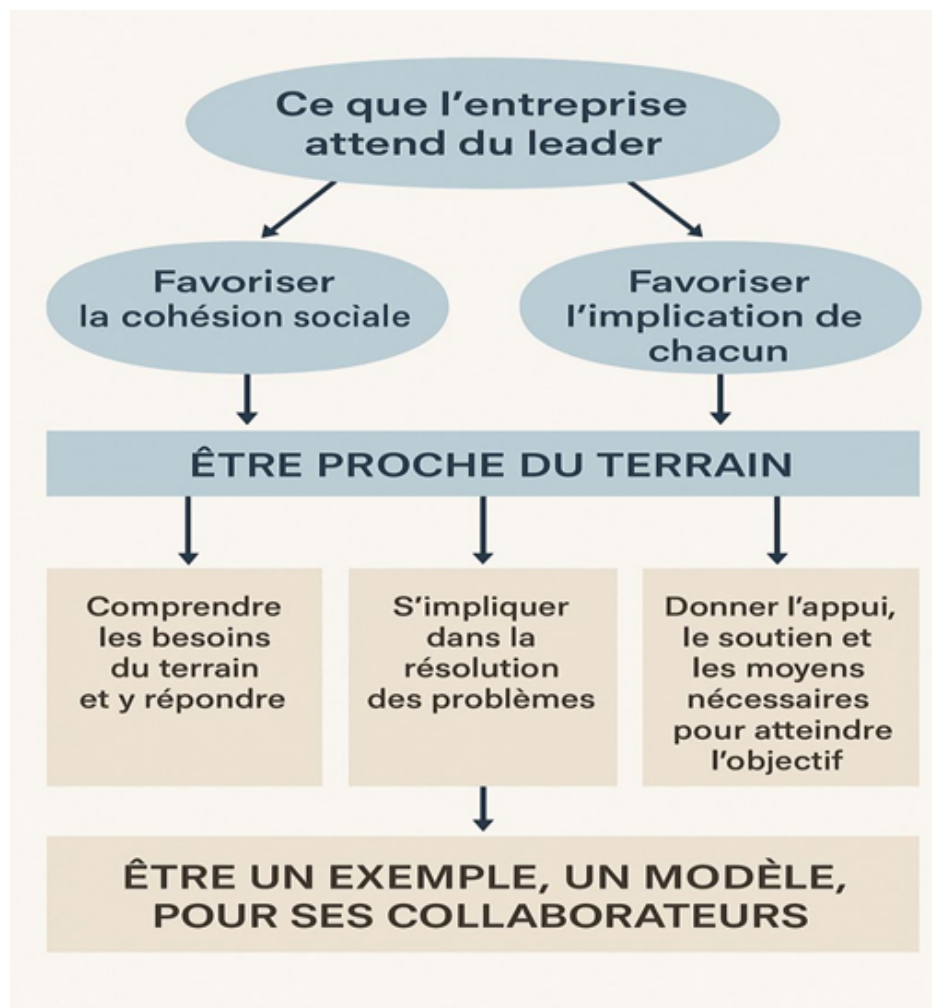 Ce que l'entreprise
attend du leader
Favoriser
la cohésion socìale
Favoriser
l'implication de
chacun
ÊTRE PROCHE DU TERRAIN
Comprendre
les besoins
du terrain
et y répondre
S'impliquer
dans la
résolution
des problèmes
Donner l'appui,
le soutien et
les moyens
nécessaires
pour atteindre
l'objectif
ÊTRE UN EXEMPLE, UN MODÈLE,
POUR SES COLLABORATEURS